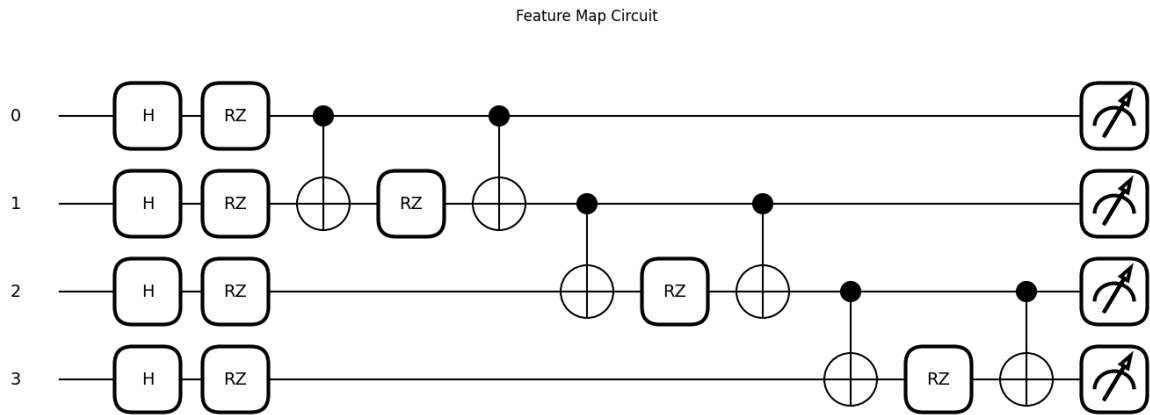 Feature Map Circuit
0 H RZ
1 H RZ RZ
2 H RZ RZ
3 H RZ RZ